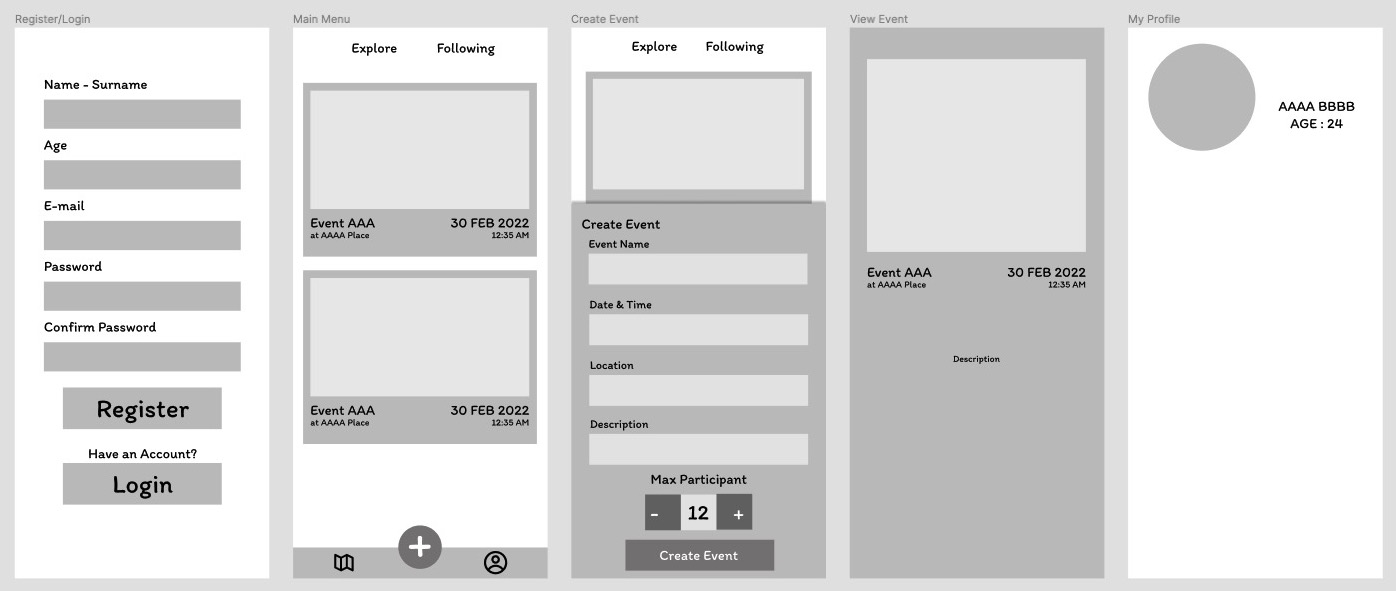 Register/Login
Name - Surname
Age
E-mail
Password
Confirm Password
Register
Have an Account?
Login
Main Menu
Explore Following
Event AAA 30 FEB 2022
at AAAA Place 12:35 AM
Event AAA 30 FEB 2022
at AAAA Place 12:35 AM
+
Create Event
Explore Following
Create Event
Event Name
Date & Time
Location
Description
Max Participant
- 12 +
Create Event
View Event
Event AAA 30 FEB 2022
at AAAA Place 12:35 AM
Description
My Profile
AAAA BBBB
AGE : 24